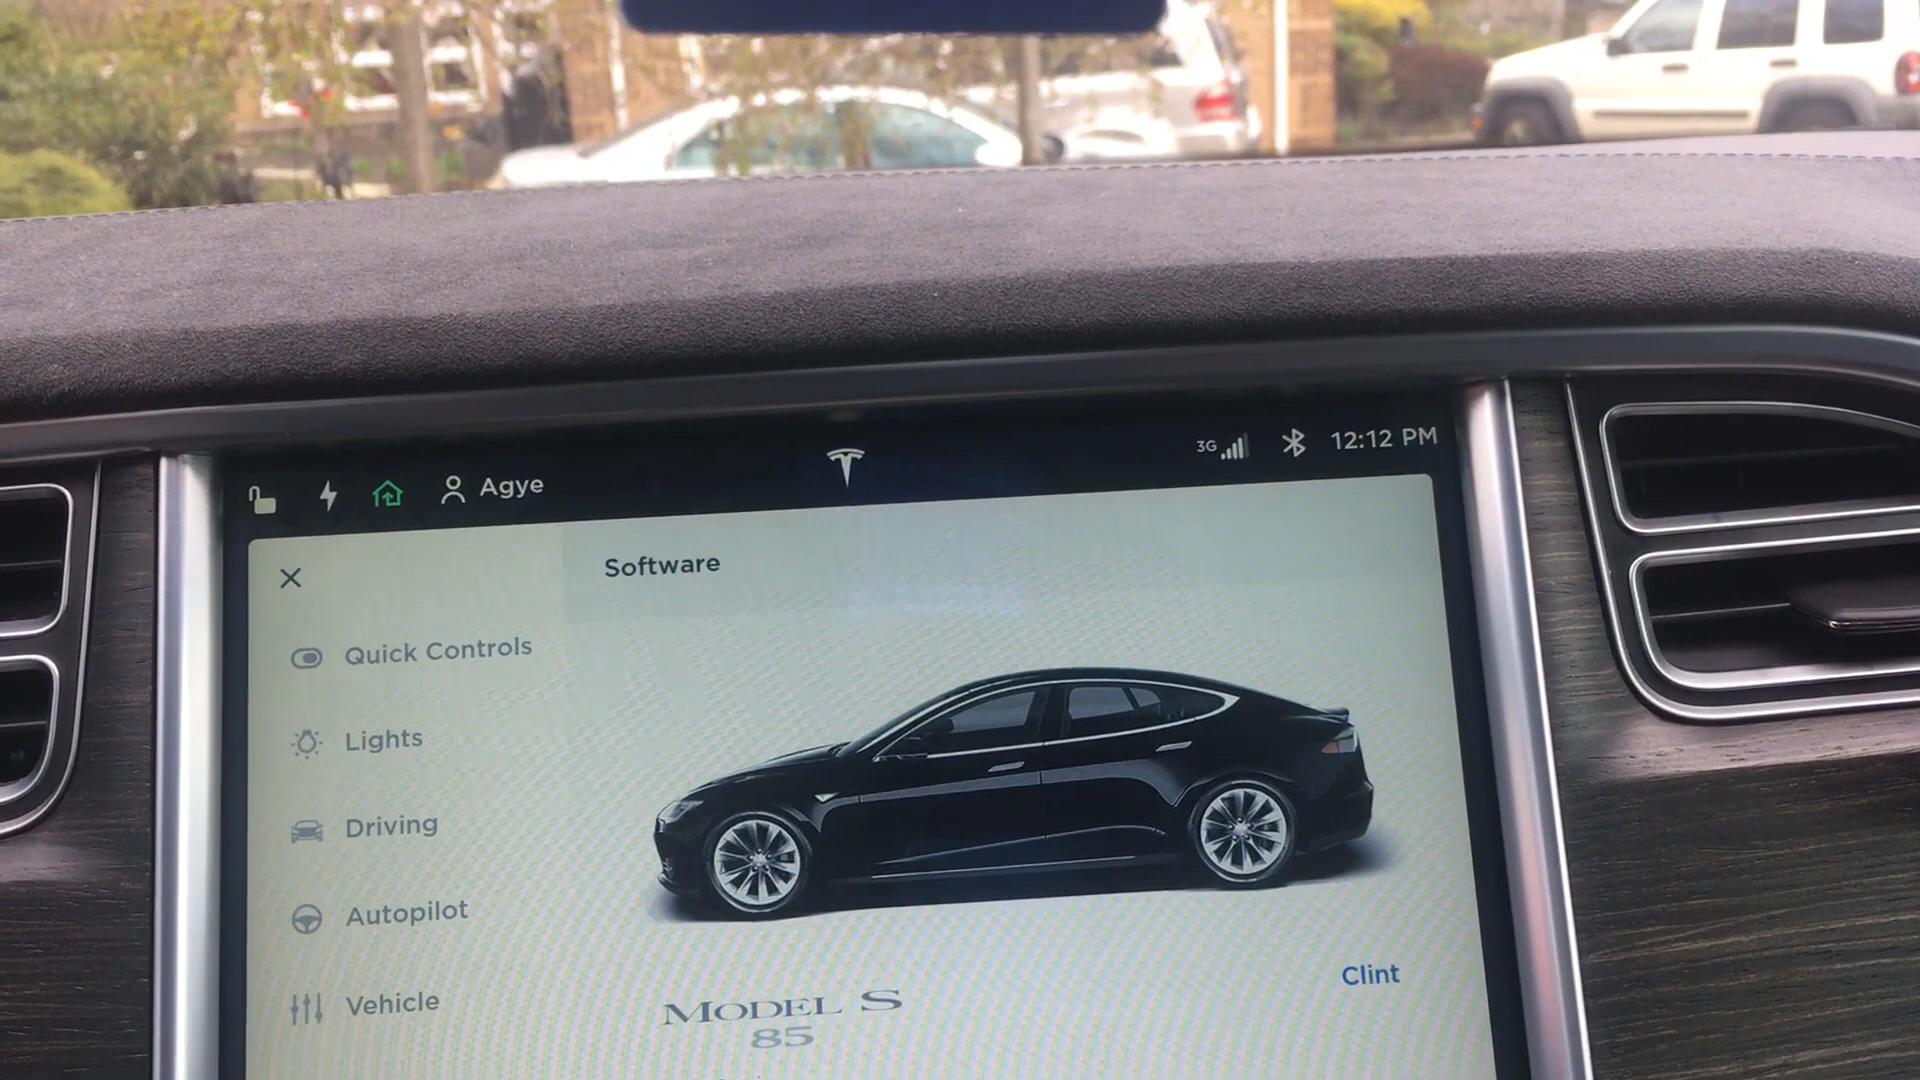 Agye
3G
12:12 PM
Software
Quick Controls
Lights
Driving
Autopilot
Vehicle
MODEL S
85
Clint